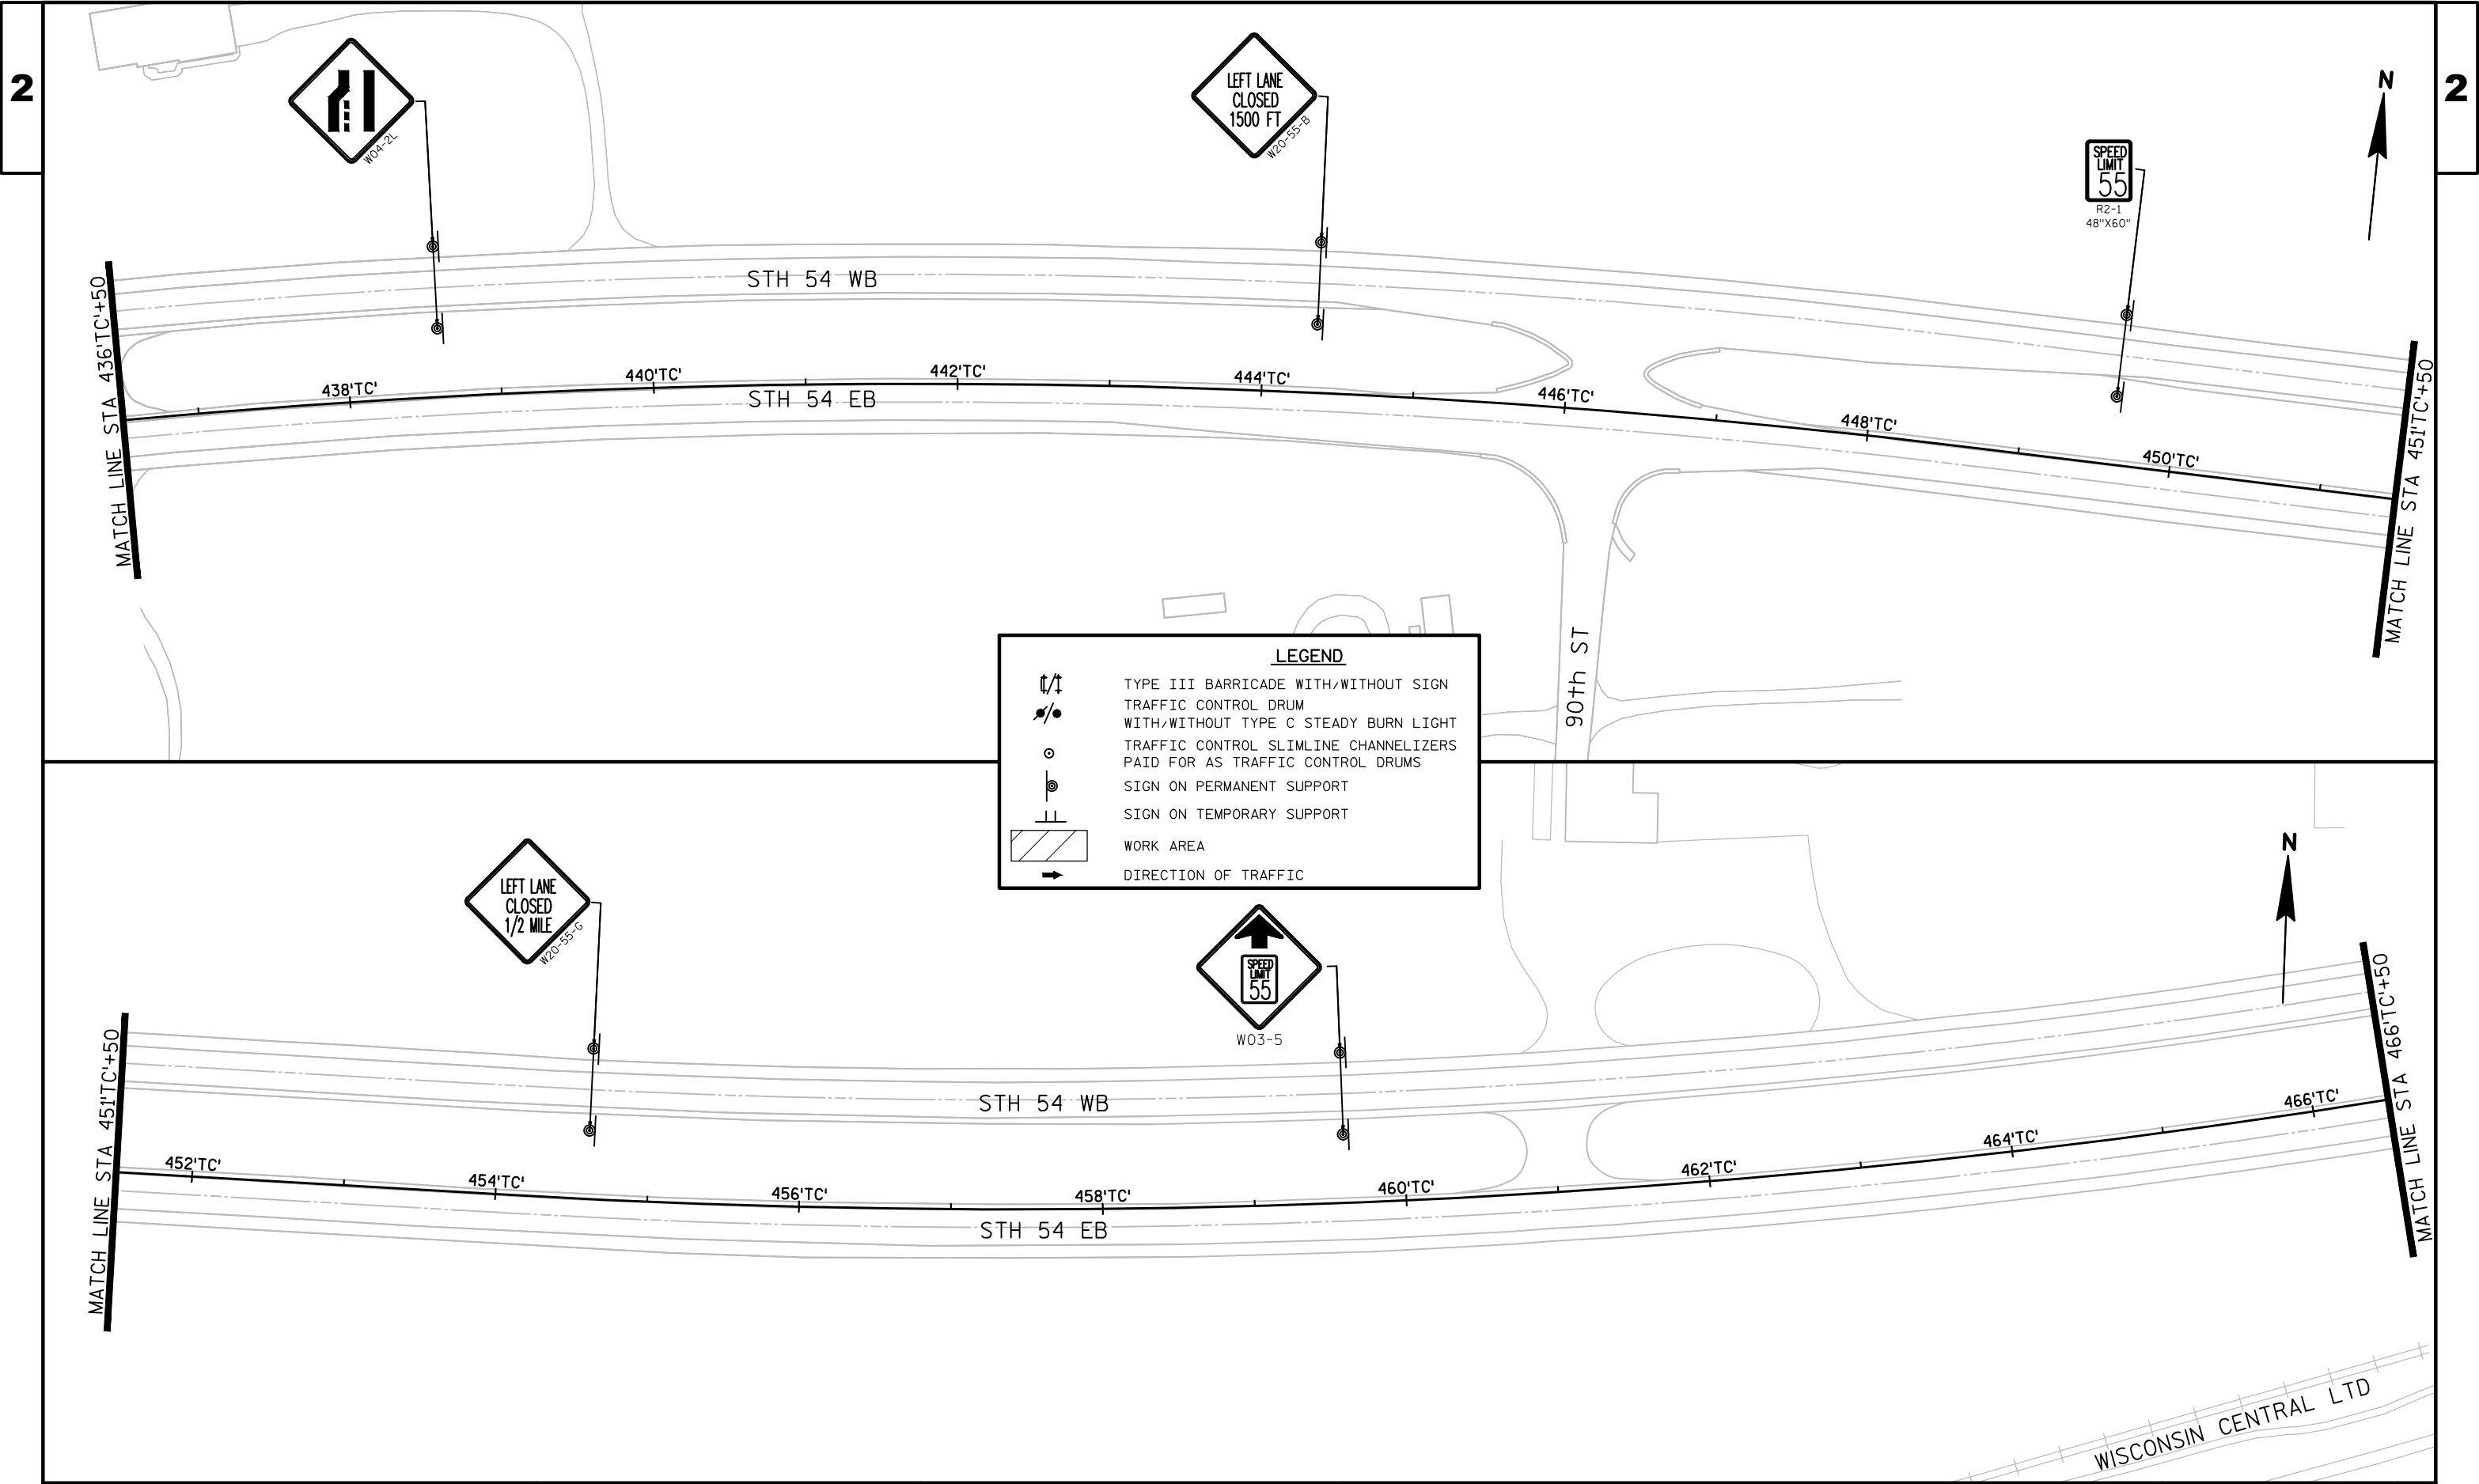 2
2
W04-2L
LEFT LANE
CLOSED
1500 FT
W20-55-B
SPEED
LIMIT
55
R2-1
48"X60"
N
MATCH LINE STA 436'TC'+50
STH 54 WB
438'TC'
440'TC'
442'TC'
444'TC'
446'TC'
448'TC'
450'TC'
STH 54 EB
MATCH LINE STA 451'TC'+50
90th ST
LEGEND
TYPE III BARRICADE WITH/WITHOUT SIGN
TRAFFIC CONTROL DRUM
WITH/WITHOUT TYPE C STEADY BURN LIGHT
TRAFFIC CONTROL SLIMLINE CHANNELIZERS
PAID FOR AS TRAFFIC CONTROL DRUMS
SIGN ON PERMANENT SUPPORT
SIGN ON TEMPORARY SUPPORT
WORK AREA
DIRECTION OF TRAFFIC
LEFT LANE
CLOSED
1/2 MILE
W20-55-G
SPEED
LIMIT
55
W03-5
N
MATCH LINE STA 451'TC'+50
STH 54 WB
452'TC'
454'TC'
456'TC'
458'TC'
460'TC'
462'TC'
464'TC'
466'TC'
STH 54 EB
MATCH LINE STA 466'TC'+50
WISCONSIN CENTRAL LTD